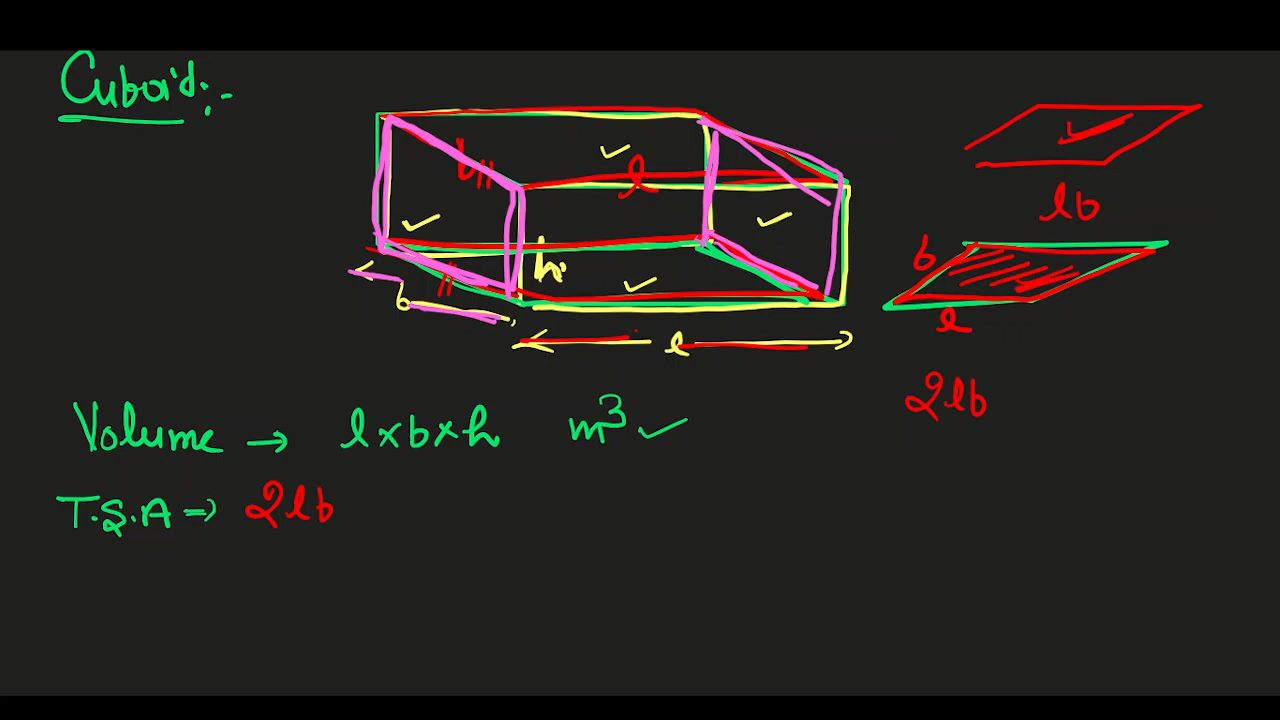 Cuboid:-
b l
h
b
l
lb
b
l
2lb
Volume → l×b×h m³ ✓
T.S.A ⇒ 2lb